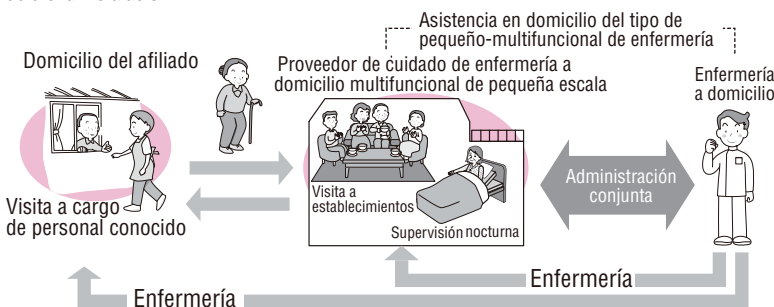 Asistencia en domicilio del tipo de
pequeño-multifuncional de enfermería
Domicilio del afiliado
Proveedor de cuidado de enfermería a
domicilio multifuncional de pequeña escala
Enfermería
a domicilio
Visita a cargo
de personal conocido
Visita a
establecimientos
Supervisión nocturna
Administración
conjunta
Enfermería
Enfermería